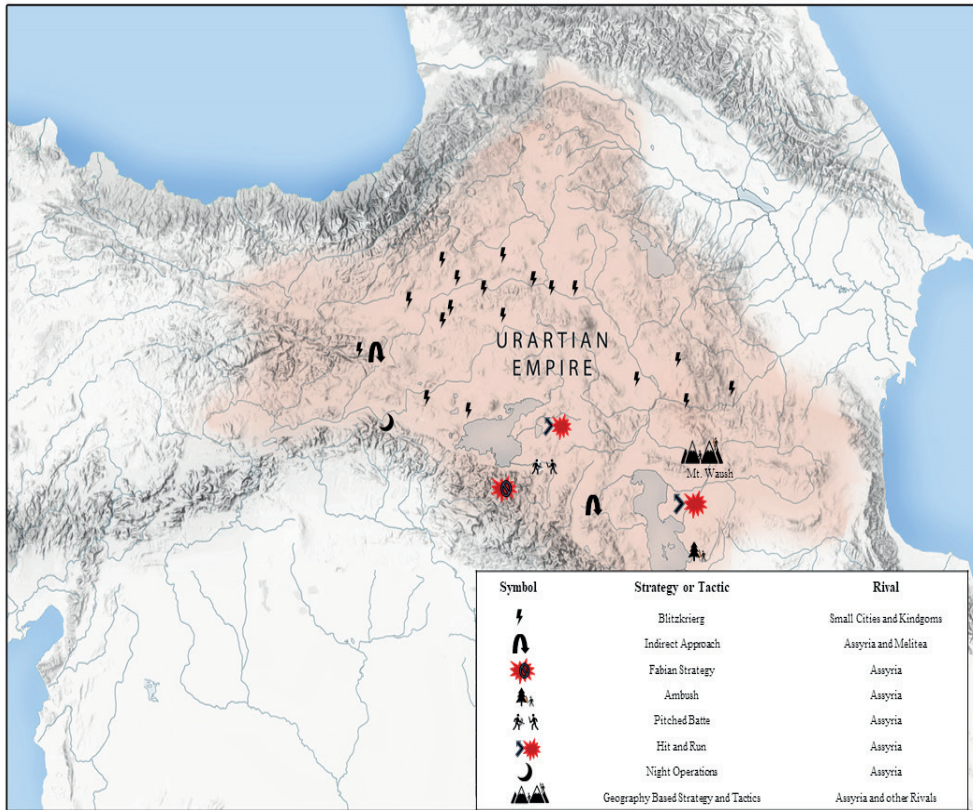 URARTIAN
EMPIRE
Mt. Waush
Symbol Strategy or Tactic Rival
Blitzkrierg Small Cities and Kindgoms
Indirect Approach Assyria and Melitea
Fabian Strategy Assyria
Ambush Assyria
Pitched Batte Assyria
Hit and Run Assyria
Night Operations Assyria
Geography Based Strategy and Tactics Assyria and other Rivals